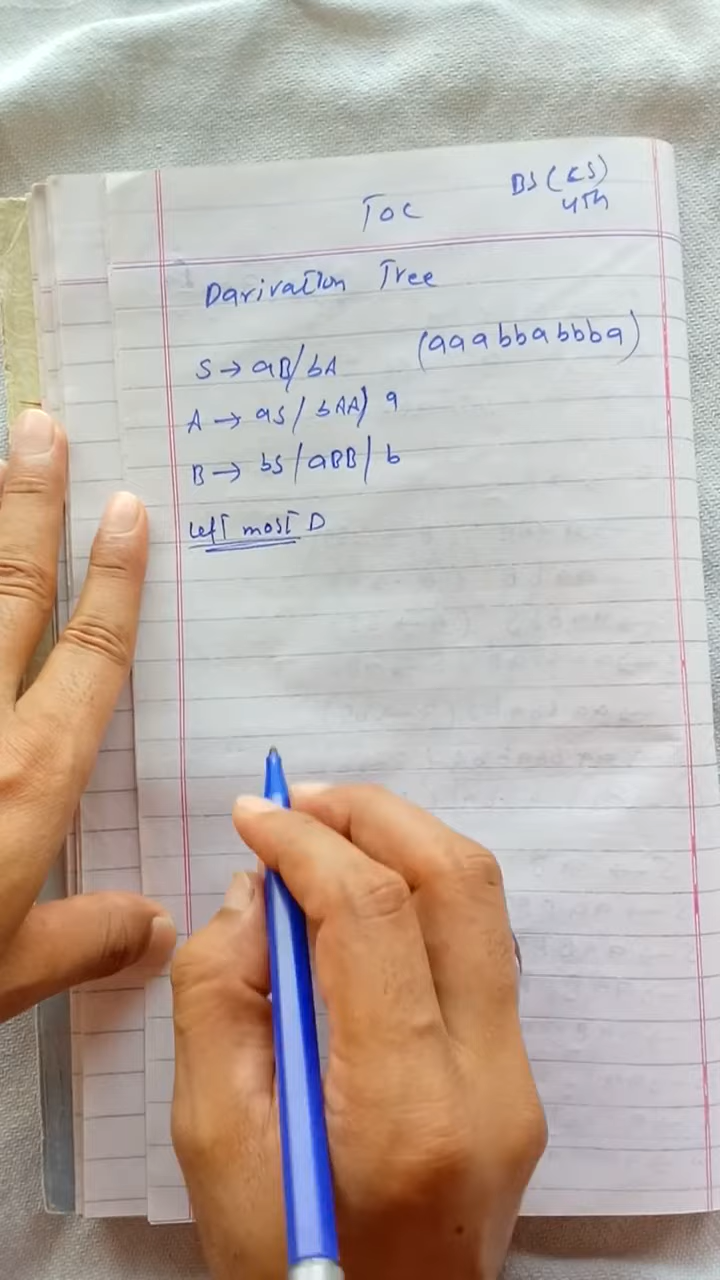 BS (CS)
TOC 4Th
Darivation Tree
S → aB/bA (aaabbabbba)
A → aS / bAA/ a
B → bS /aBB/ b
Left most D